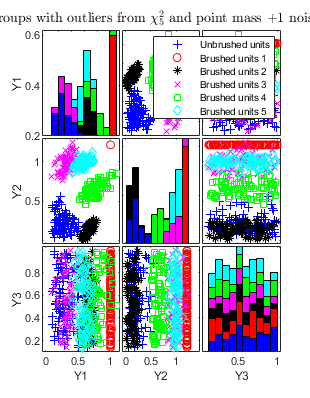 roups with outliers from χ²₅ and point mass +1 nois
0.6
0.4
0.2
Y1
Unbrushed units
Brushed units 1
Brushed units 2
Brushed units 3
Brushed units 4
Brushed units 5
1
0.5
Y2
0.8
0.6
0.4
0.2
Y3
0 0.5 1
Y1
0 0.5 1
Y2
0.5 1
Y3